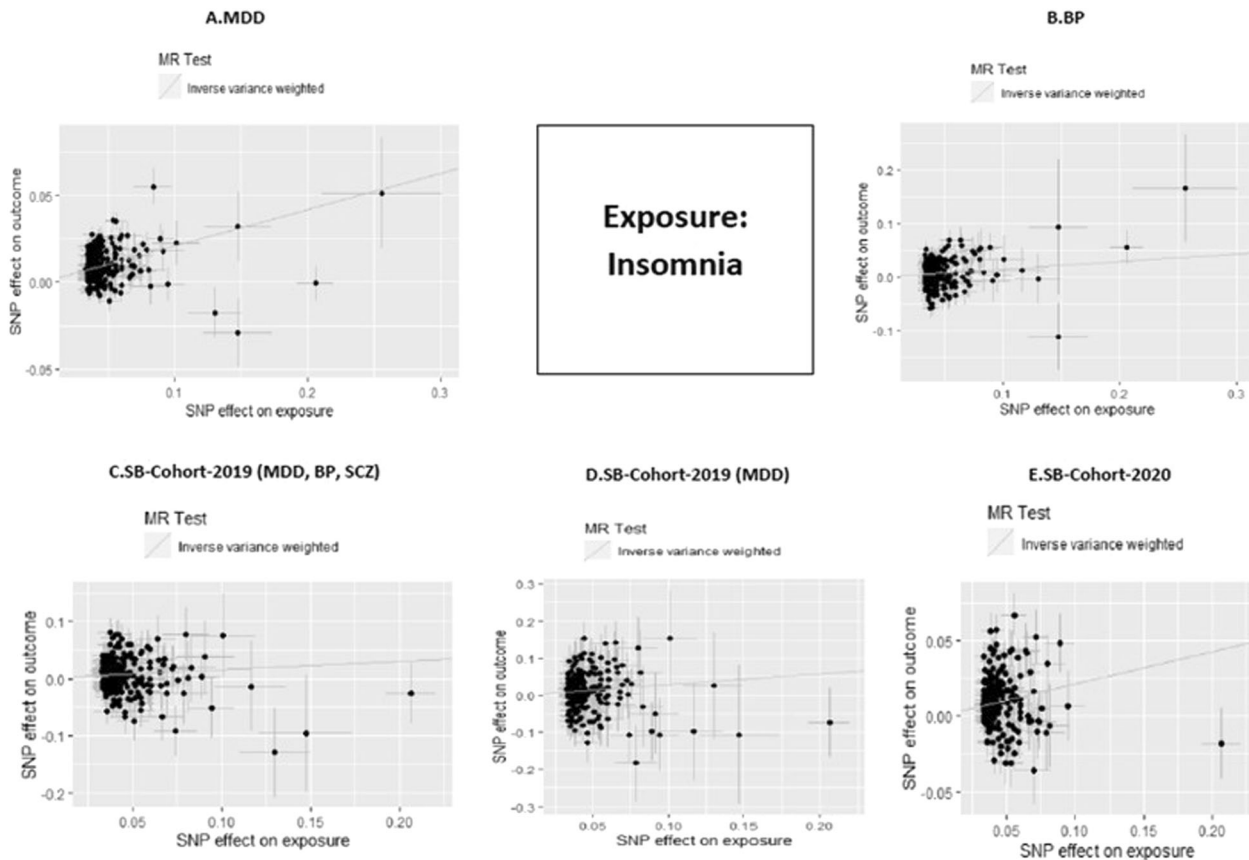 A.MDD
MR Test
Inverse variance weighted
SNP effect on outcome
0.05
0.00
-0.05
0.1 0.2 0.3
SNP effect on exposure
Exposure:
Insomnia
B.BP
MR Test
Inverse variance weighted
SNP effect on outcome
0.2
0.1
0.0
-0.1
0.1 0.2 0.3
SNP effect on exposure
C.SB-Cohort-2019 (MDD, BP, SCZ)
MR Test
Inverse variance weighted
SNP effect on outcome
0.1
0.0
-0.1
-0.2
0.05 0.10 0.15 0.20
SNP effect on exposure
D.SB-Cohort-2019 (MDD)
MR Test
Inverse variance weighted
SNP effect on outcome
0.3
0.2
0.1
0.0
-0.1
-0.2
-0.3
0.05 0.10 0.15 0.20
SNP effect on exposure
E.SB-Cohort-2020
MR Test
Inverse variance weighted
SNP effect on outcome
0.05
0.00
-0.05
0.05 0.10 0.15 0.20
SNP effect on exposure